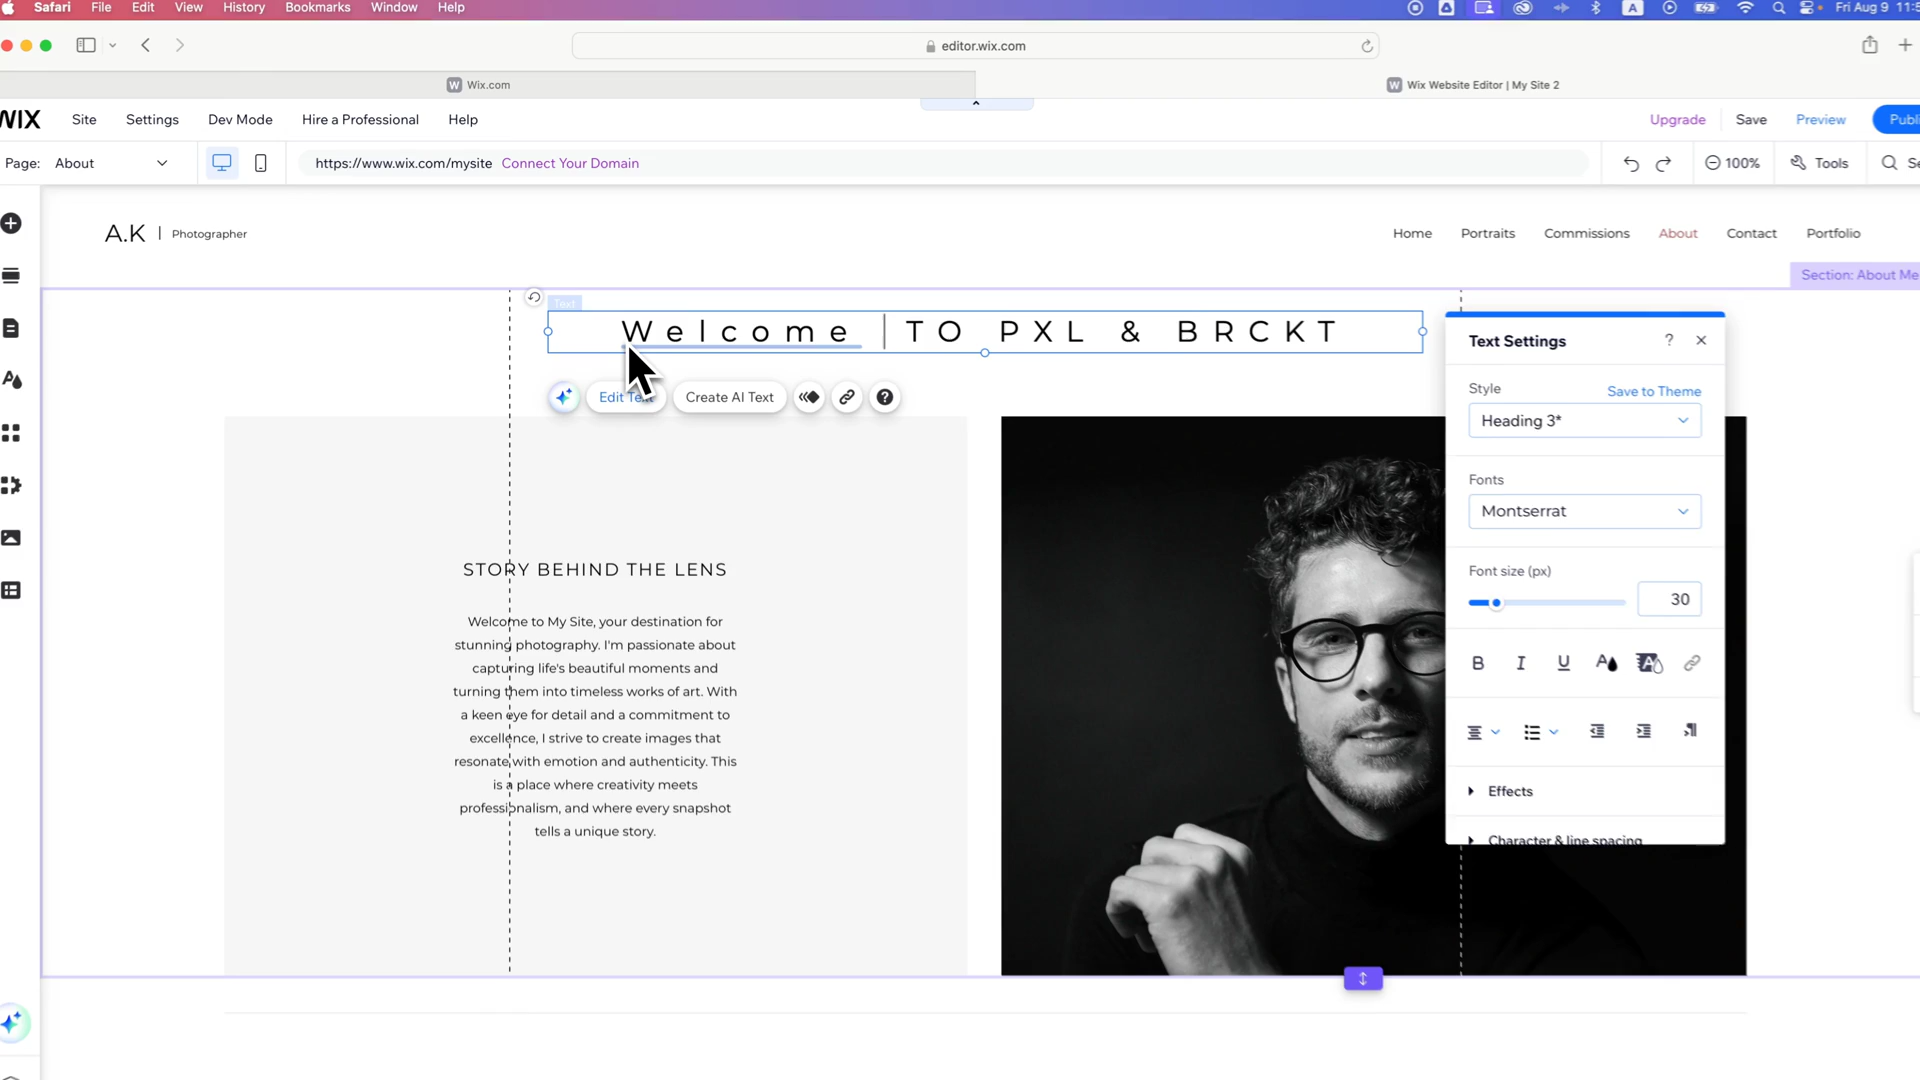 Safari File Edit View History Bookmarks Window Help A Fri Aug 9
editor.wix.com
W Wix.com
W Wix Website Editor | My Site 2
WIX Site Settings Dev Mode Hire a Professional Help Upgrade Save Preview
Page: About https://www.wix.com/mysite Connect Your Domain 100% Tools
A.K | Photographer
Home Portraits Commissions About Contact Portfolio
Section: About Me
Text
Welcome TO PXL & BRCKT
Edit Text Create AI Text
STORY BEHIND THE LENS
Welcome to My Site, your destination for
stunning photography. I'm passionate about
capturing life's beautiful moments and
turning them into timeless works of art. With
a keen eye for detail and a commitment to
excellence, I strive to create images that
resonate with emotion and authenticity. This
is a place where creativity meets
professionalism, and where every snapshot
tells a unique story.
Text Settings ?
Style Save to Theme
Heading 3*
Fonts
Montserrat
Font size (px)
30
B I U A A
Effects
Character & line spacing